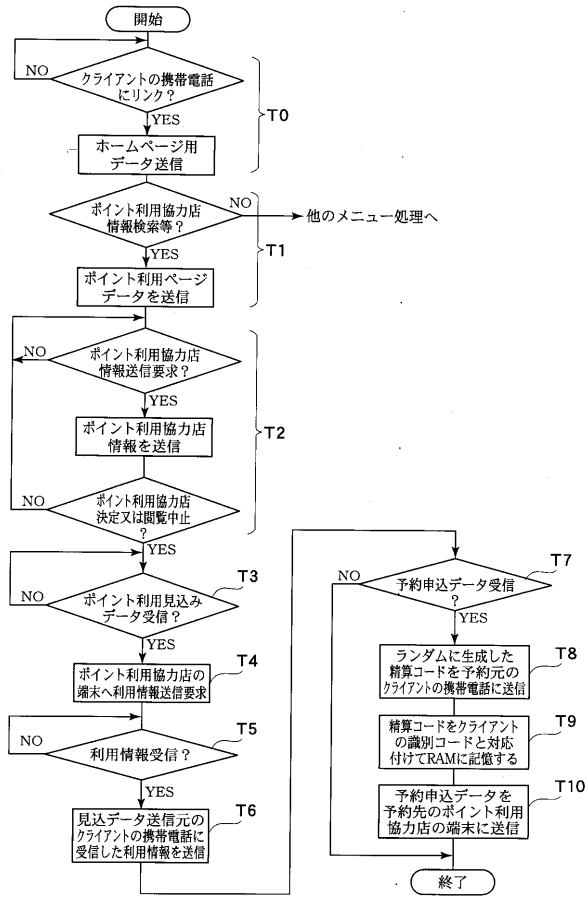 開始
NO
クライアントの携帯電話
にリンク？
YES
T0
ホームページ用
データ送信
ポイント利用協力店
情報検索等？
NO
他のメニュー処理へ
YES
T1
ポイント利用ページ
データを送信
NO
ポイント利用協力店
情報送信要求？
YES
ポイント利用協力店
情報を送信
T2
NO
ポイント利用協力店
決定又は閲覧中止
？
YES
T3
NO
ポイント利用見込み
データ受信？
YES
T4
ポイント利用協力店の
端末へ利用情報送信要求
T5
NO
利用情報受信？
YES
T6
見込データ送信元の
クライアントの携帯電話に
受信した利用情報を送信
T7
NO
予約申込データ受信
？
YES
T8
ランダムに生成した
精算コードを予約元の
クライアントの携帯電話に送信
T9
精算コードをクライアント
の識別コードと対応
付けてRAMに記憶する
T10
予約申込データを
予約先のポイント利用
協力店の端末に送信
終了